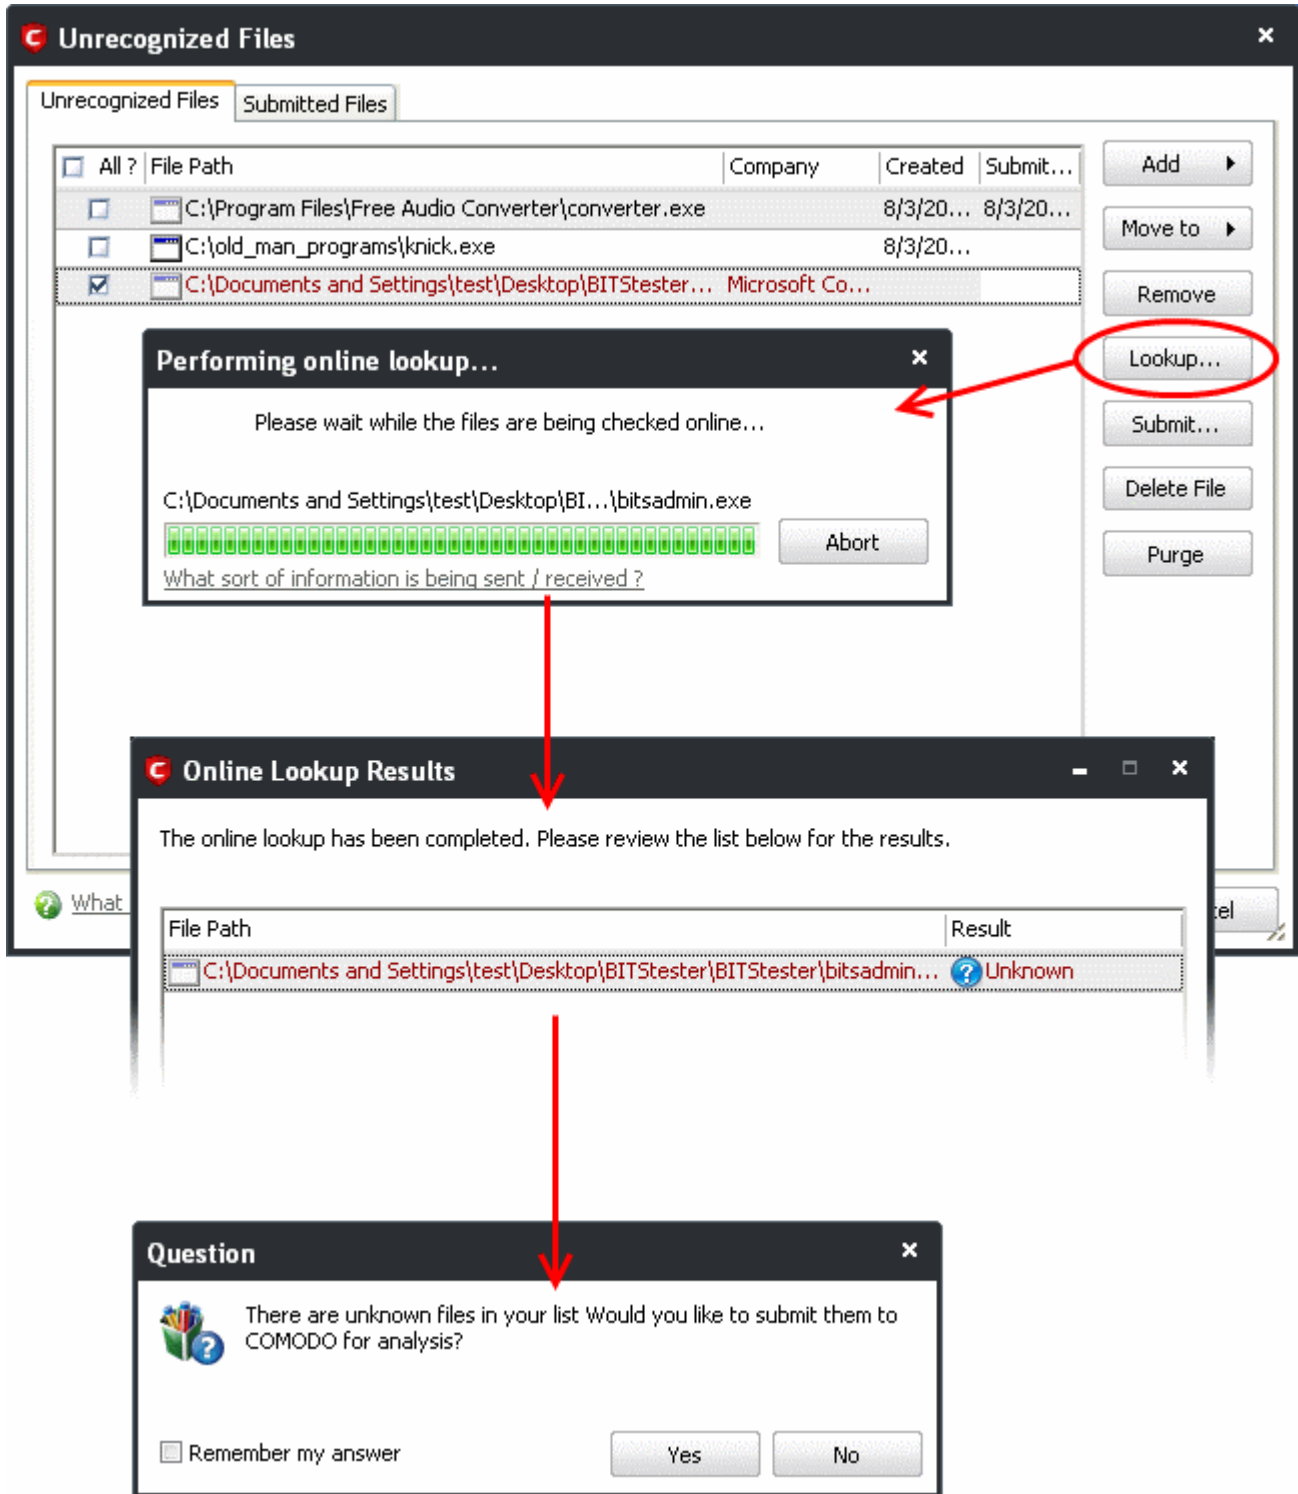 Unrecognized Files
Unrecognized Files Submitted Files
All ? File Path Company Created Submit...
C:\Program Files\Free Audio Converter\converter.exe 8/3/20... 8/3/20...
C:\old_man_programs\knick.exe 8/3/20...
C:\Documents and Settings\test\Desktop\BITStester... Microsoft Co...
Add
Move to
Remove
Lookup...
Submit...
Delete File
Purge
Performing online lookup...
Please wait while the files are being checked online...
C:\Documents and Settings\test\Desktop\BI...\bitsadmin.exe
Abort
What sort of information is being sent / received ?
Online Lookup Results
The online lookup has been completed. Please review the list below for the results.
What
File Path Result
C:\Documents and Settings\test\Desktop\BITStester\BITStester\bitsadmin... Unknown
Question
There are unknown files in your list Would you like to submit them to
COMODO for analysis?
Remember my answer
Yes No